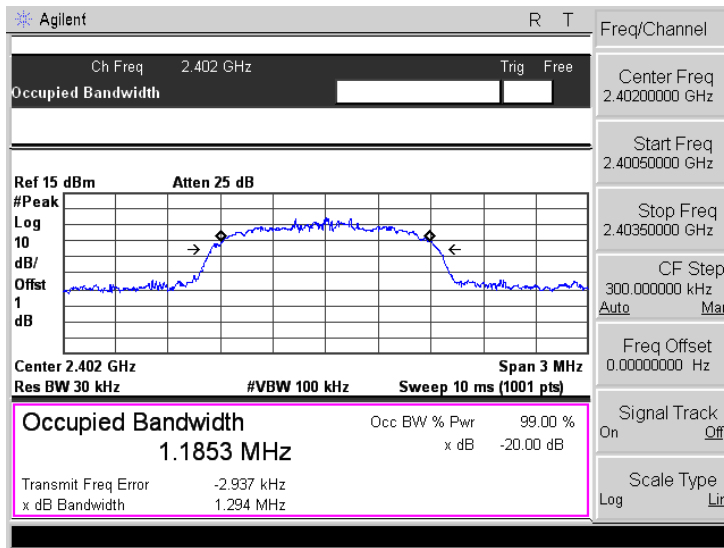 Agilent R T
Ch Freq 2.402 GHz Trig Free
Occupied Bandwidth
Ref 15 dBm Atten 25 dB
#Peak
Log
10
dB/
Offst
1
dB
Center 2.402 GHz Span 3 MHz
Res BW 30 kHz #VBW 100 kHz Sweep 10 ms (1001 pts)
Occupied Bandwidth
1.1853 MHz
Occ BW % Pwr 99.00 %
x dB -20.00 dB
Transmit Freq Error -2.937 kHz
x dB Bandwidth 1.294 MHz
Freq/Channel
Center Freq
2.40200000 GHz
Start Freq
2.40050000 GHz
Stop Freq
2.40350000 GHz
CF Step
300.000000 kHz
Auto Mar
Freq Offset
0.00000000 Hz
Signal Track
On Off
Scale Type
Log Lin